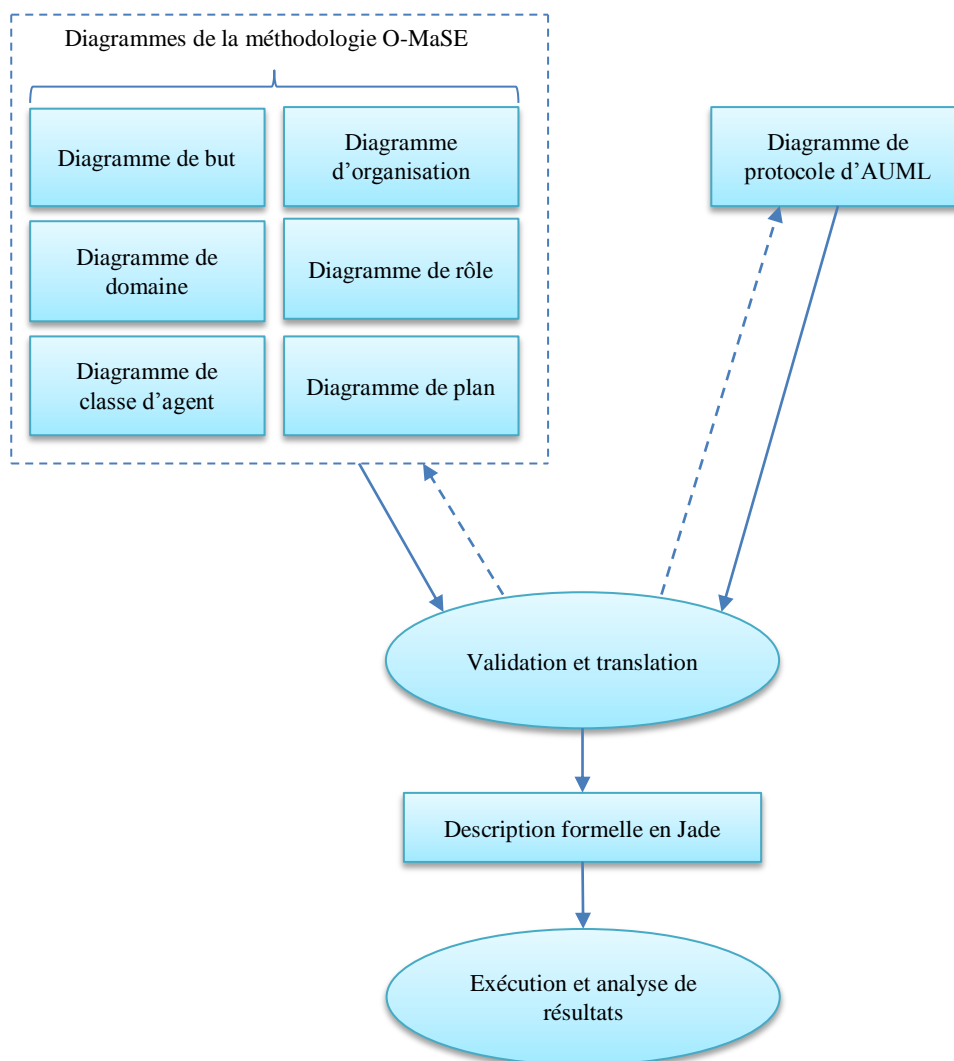 Diagrammes de la méthodologie O-MaSE
Diagramme de but
Diagramme
d’organisation
Diagramme de
protocole d’AUML
Diagramme de
domaine
Diagramme de rôle
Diagramme de
classe d’agent
Diagramme de plan
Validation et translation
Description formelle en Jade
Exécution et analyse de
résultats